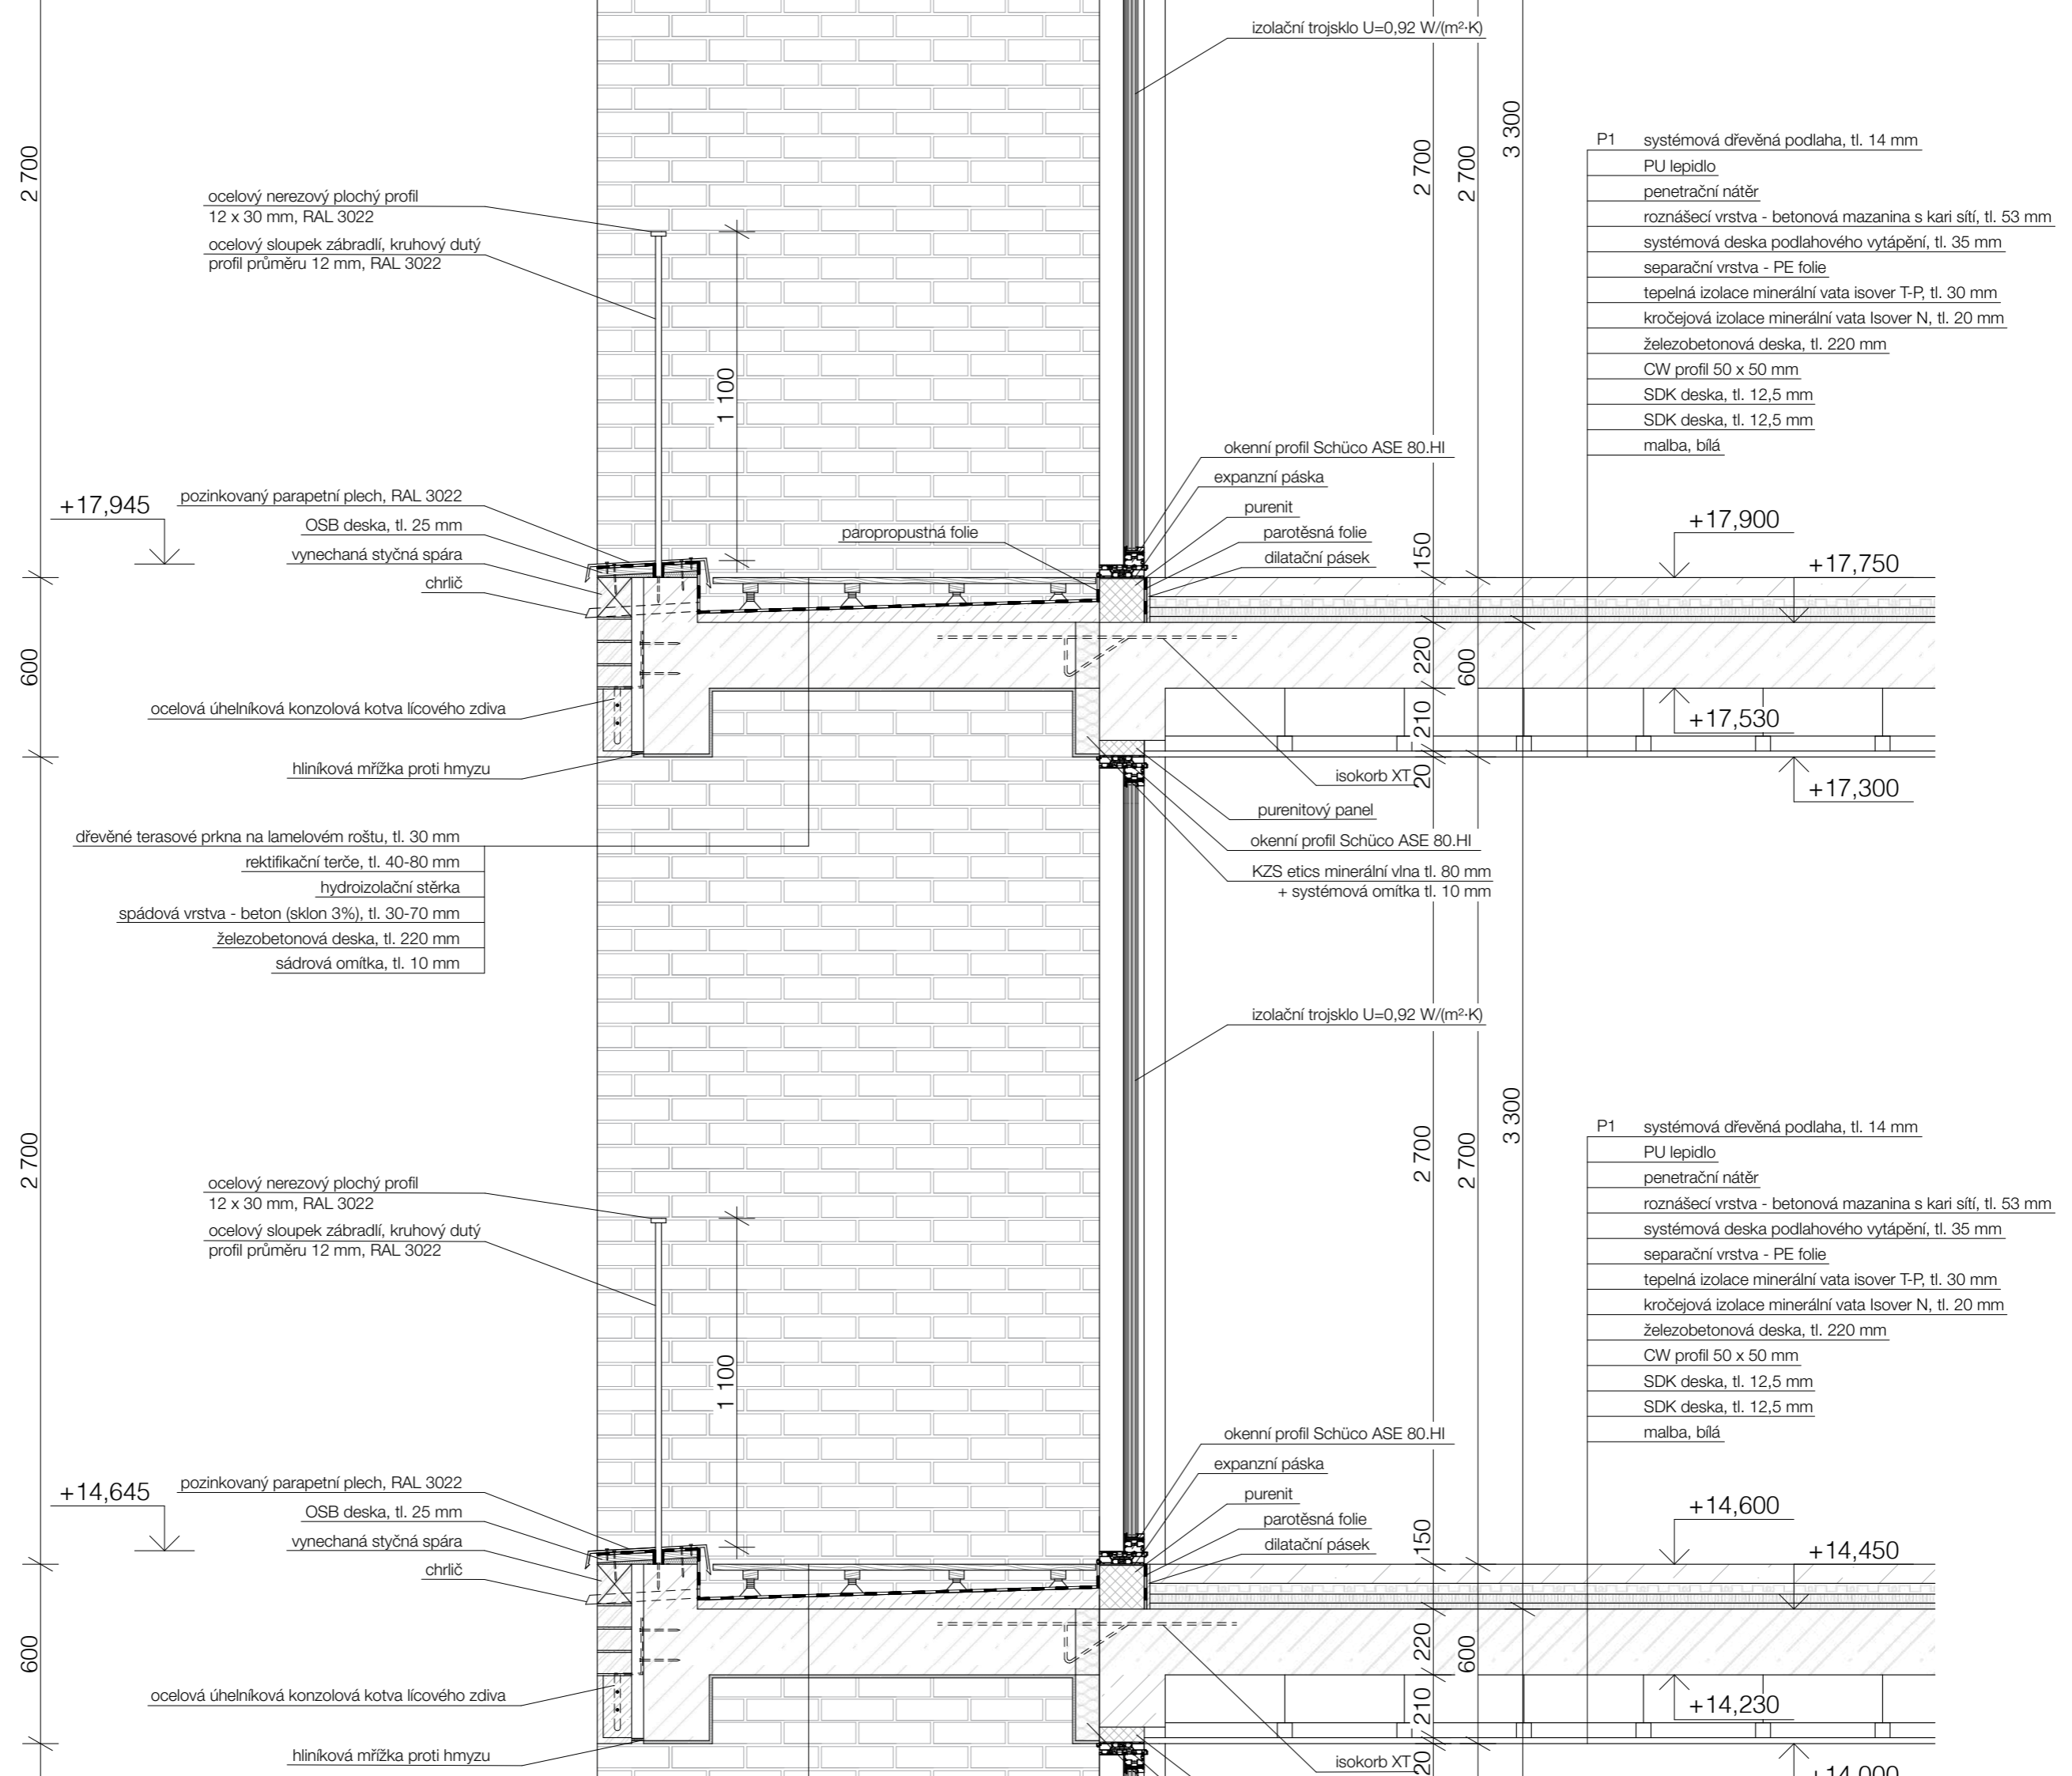 izolační trojsklo U=0,92 W/(m²·K)
2 700
2 700
2 700
3 300
P1 systémová dřevěná podlaha, tl. 14 mm
PU lepidlo
penetrační nátěr
roznášecí vrstva - betonová mazanina s kari sítí, tl. 53 mm
systémová deska podlahového vytápění, tl. 35 mm
separační vrstva - PE folie
tepelná izolace minerální vata isover T-P, tl. 30 mm
kročejová izolace minerální vata Isover N, tl. 20 mm
železobetonová deska, tl. 220 mm
CW profil 50 x 50 mm
SDK deska, tl. 12,5 mm
SDK deska, tl. 12,5 mm
malba, bílá
ocelový nerezový plochý profil
12 x 30 mm, RAL 3022
ocelový sloupek zábradlí, kruhový dutý
profil průměru 12 mm, RAL 3022
1 100
+17,945
pozinkovaný parapetní plech, RAL 3022
OSB deska, tl. 25 mm
vynechaná styčná spára
chrlič
paropropustná folie
okenní profil Schüco ASE 80.HI
expanzní páska
purenit
parotěsná folie
dilatační pásek
150
+17,900
+17,750
600
220
600
210
20
+17,530
+17,300
ocelová úhelníková konzolová kotva lícového zdiva
hliníková mřížka proti hmyzu
isokorb XT
purenitový panel
okenní profil Schüco ASE 80.HI
KZS etics minerální vlna tl. 80 mm
+ systémová omítka tl. 10 mm
dřevěné terasové prkna na lamelovém roštu, tl. 30 mm
rektifikační terče, tl. 40-80 mm
hydroizolační stěrka
spádová vrstva - beton (sklon 3%), tl. 30-70 mm
železobetonová deska, tl. 220 mm
sádrová omítka, tl. 10 mm
izolační trojsklo U=0,92 W/(m²·K)
2 700
2 700
2 700
3 300
P1 systémová dřevěná podlaha, tl. 14 mm
PU lepidlo
penetrační nátěr
roznášecí vrstva - betonová mazanina s kari sítí, tl. 53 mm
systémová deska podlahového vytápění, tl. 35 mm
separační vrstva - PE folie
tepelná izolace minerální vata isover T-P, tl. 30 mm
kročejová izolace minerální vata Isover N, tl. 20 mm
železobetonová deska, tl. 220 mm
CW profil 50 x 50 mm
SDK deska, tl. 12,5 mm
SDK deska, tl. 12,5 mm
malba, bílá
ocelový nerezový plochý profil
12 x 30 mm, RAL 3022
ocelový sloupek zábradlí, kruhový dutý
profil průměru 12 mm, RAL 3022
1 100
+14,645
pozinkovaný parapetní plech, RAL 3022
OSB deska, tl. 25 mm
vynechaná styčná spára
chrlič
okenní profil Schüco ASE 80.HI
expanzní páska
purenit
parotěsná folie
dilatační pásek
150
+14,600
+14,450
600
220
600
210
20
+14,230
+14,000
ocelová úhelníková konzolová kotva lícového zdiva
hliníková mřížka proti hmyzu
isokorb XT